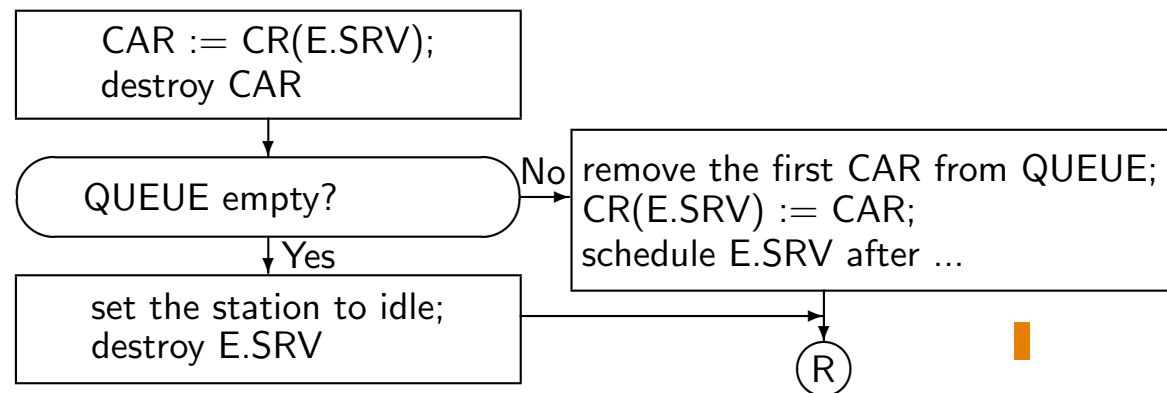 CAR := CR(E.SRV);
destroy CAR
QUEUE empty?
No
remove the first CAR from QUEUE;
CR(E.SRV) := CAR;
schedule E.SRV after ...
Yes
set the station to idle;
destroy E.SRV
R